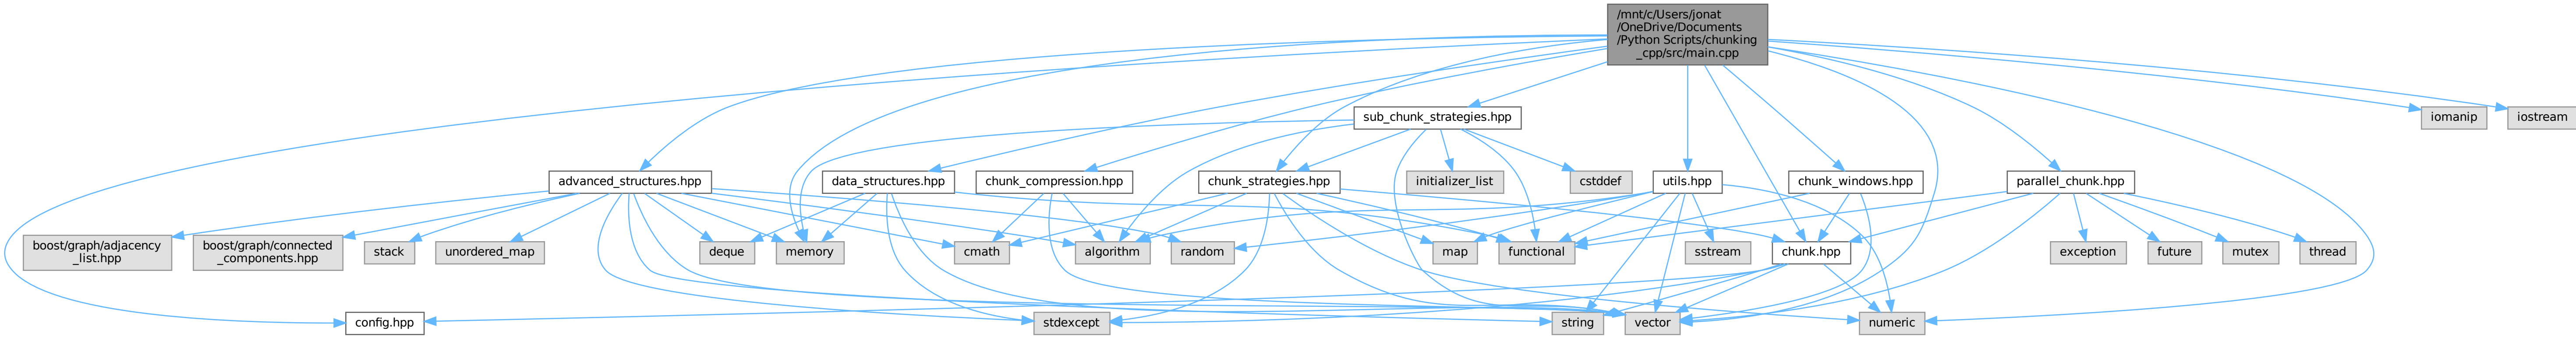 /mnt/c/Users/jonat
/OneDrive/Documents
/Python Scripts/chunking
_cpp/src/main.cpp
sub_chunk_strategies.hpp
iomanip
iostream
advanced_structures.hpp
data_structures.hpp
chunk_compression.hpp
chunk_strategies.hpp
initializer_list
cstddef
utils.hpp
chunk_windows.hpp
parallel_chunk.hpp
boost/graph/adjacency
_list.hpp
boost/graph/connected
_components.hpp
stack
unordered_map
deque
memory
cmath
algorithm
random
map
functional
sstream
chunk.hpp
exception
future
mutex
thread
config.hpp
stdexcept
string
vector
numeric